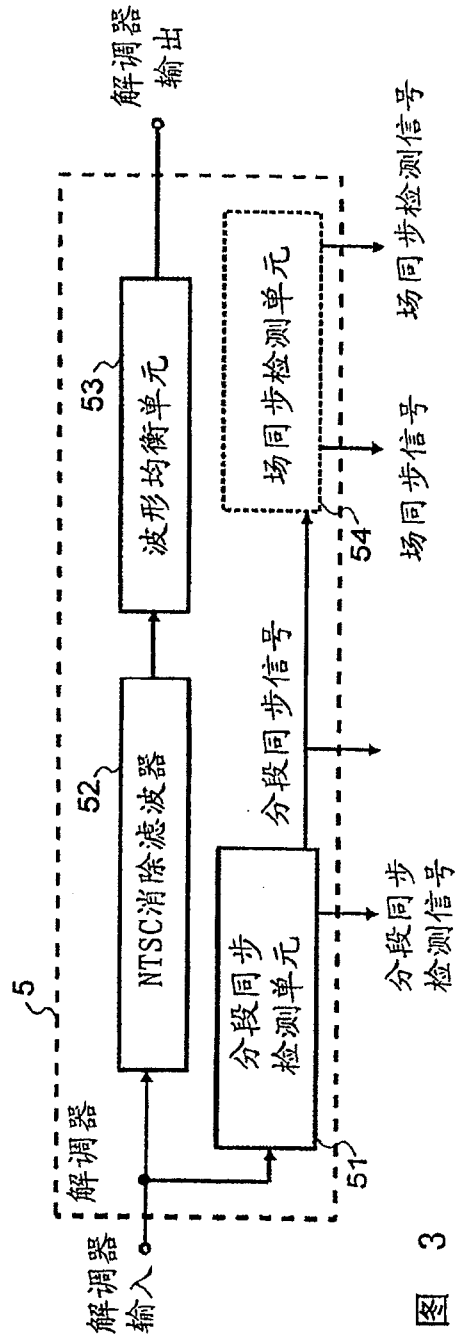 5
解调器
解调器
输入
52
NTSC消除滤波器
53
波形均衡单元
解调器
输出
分段同步
检测单元
51
分段同步信号
场同步检测单元
54
分段同步
检测信号
场同步信号
场同步检测信号
图 3